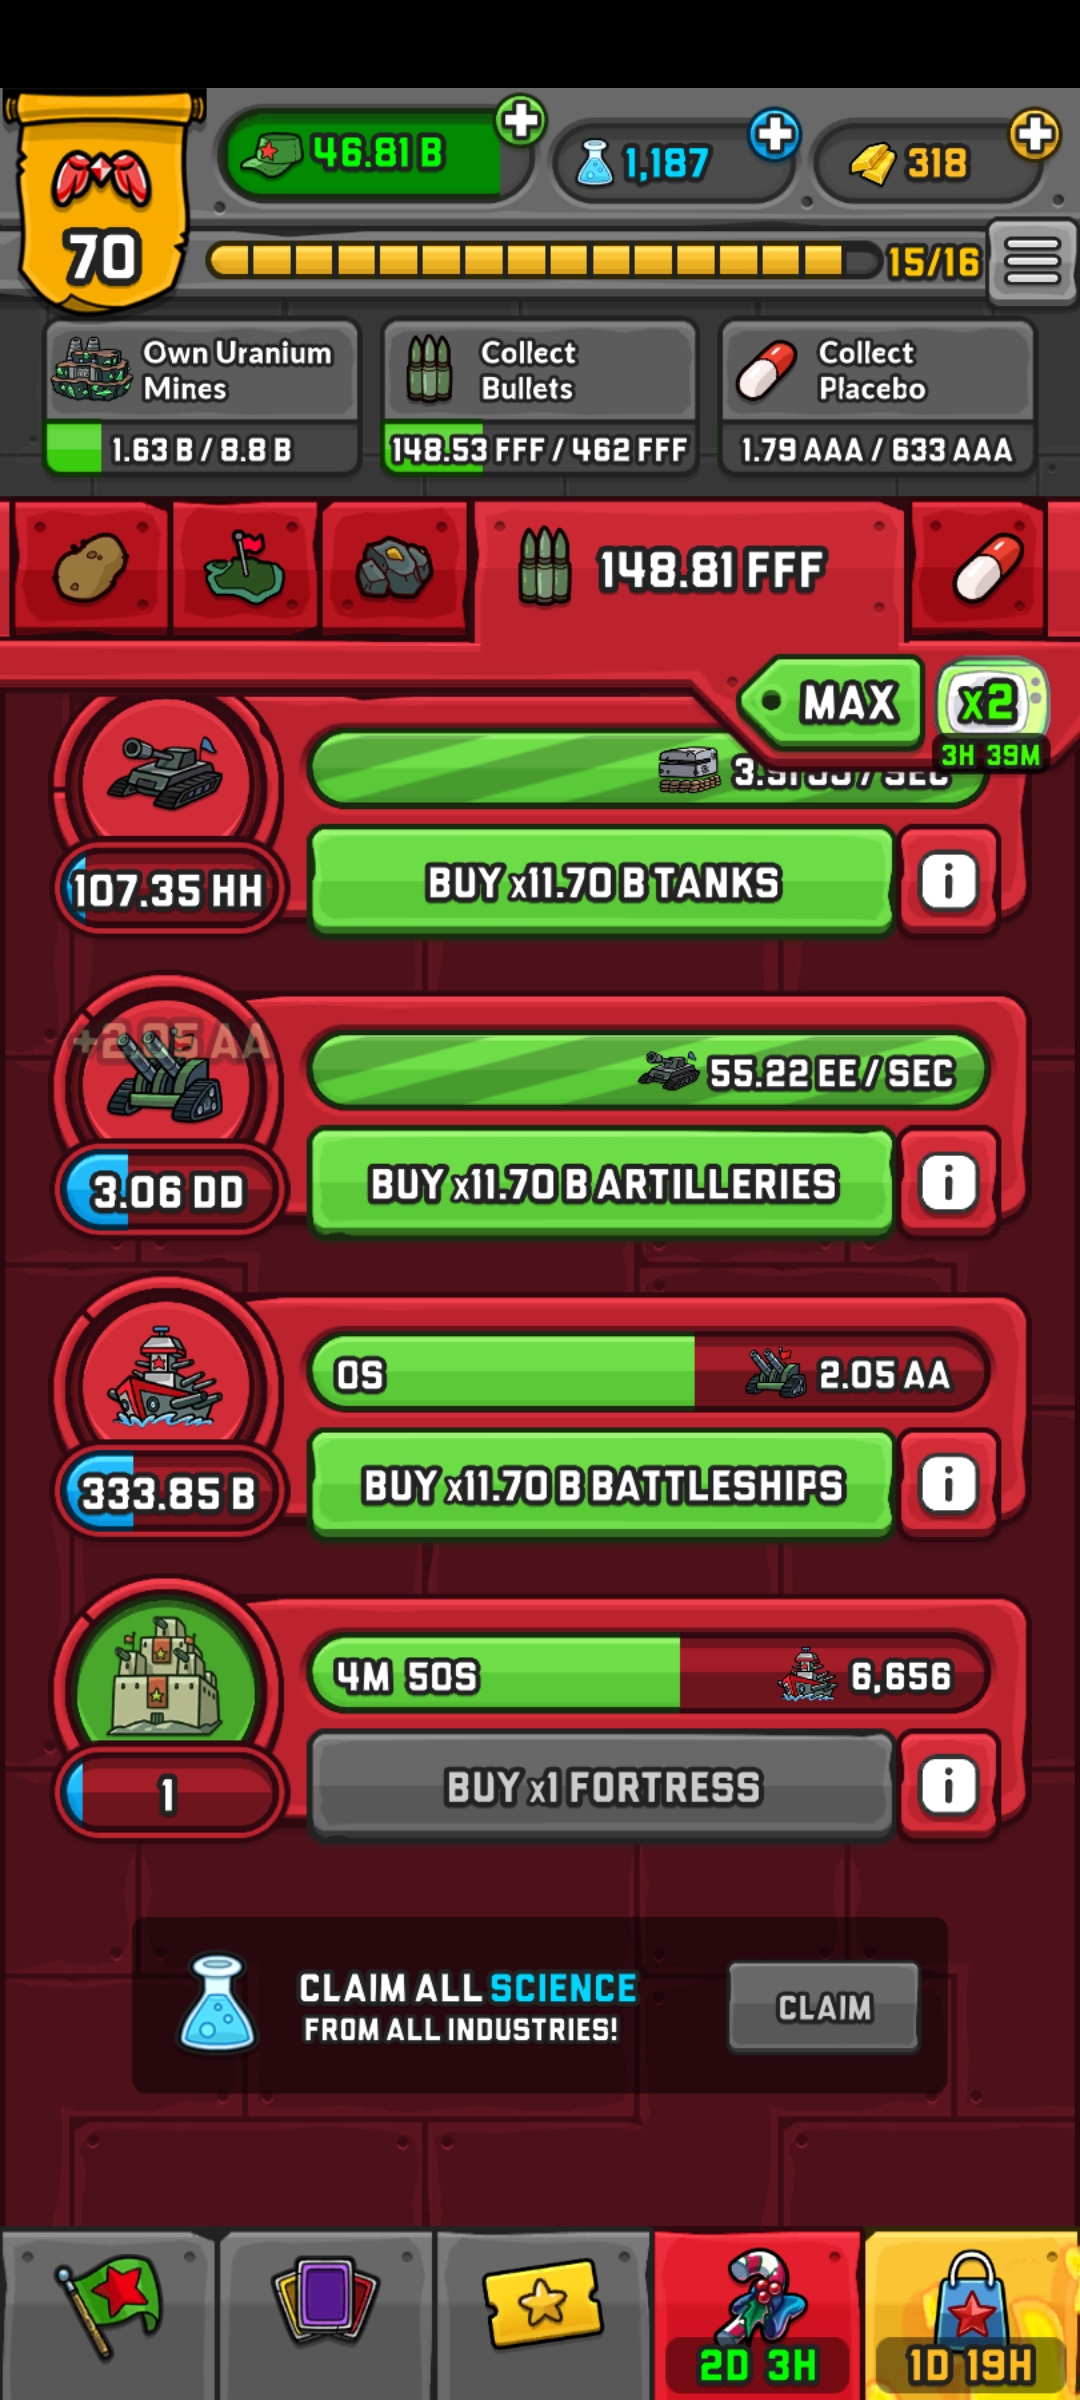 46.81 B
1,187
318
70
15/16
Own Uranium
Mines
1.63 B / 8.8 B
Collect
Bullets
148.53 FFF / 462 FFF
Collect
Placebo
1.79 AAA / 633 AAA
148.81 FFF
MAX
x2
3H 39M
/ SEC
107.35 HH
BUY x11.70 B TANKS
i
+2.05 AA
55.22 EE / SEC
3.06 DD
BUY x11.70 B ARTILLERIES
i
0S
2.05 AA
333.85 B
BUY x11.70 B BATTLESHIPS
i
4M 50S
6,656
1
BUY x1 FORTRESS
i
CLAIM ALL SCIENCE
FROM ALL INDUSTRIES!
CLAIM
2D 3H
1D 19H